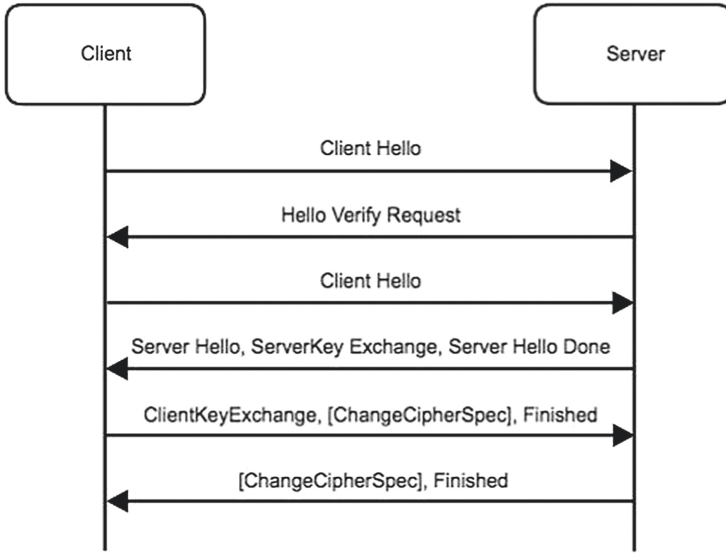 Client
Server
Client Hello
Hello Verify Request
Client Hello
Server Hello, ServerKey Exchange, Server Hello Done
ClientKeyExchange, [ChangeCipherSpec], Finished
[ChangeCipherSpec], Finished